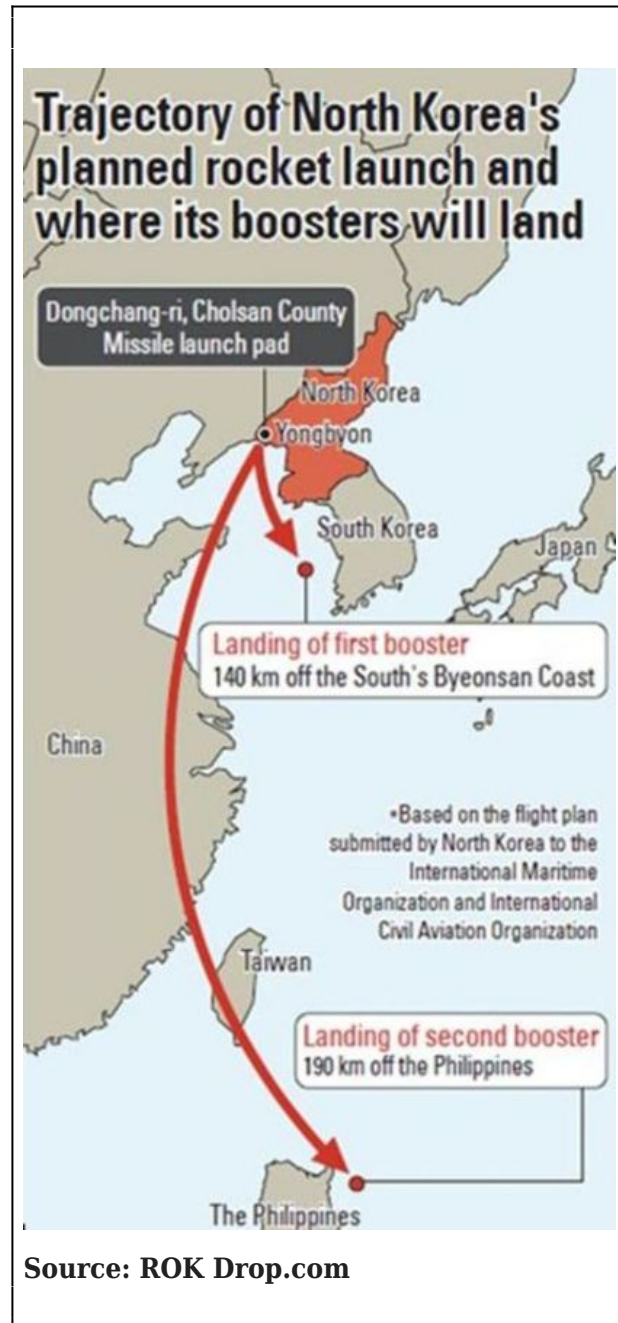 Trajectory of North Korea's
planned rocket launch and
where its boosters will land
Dongchang-ri, Cholsan County
Missile launch pad
North Korea
Yongbyon
South Korea
Japan
Landing of first booster
140 km off the South's Byeonsan Coast
China
•Based on the flight plan
submitted by North Korea to the
International Maritime
Organization and International
Civil Aviation Organization
Taiwan
Landing of second booster
190 km off the Philippines
The Philippines
Source: ROK Drop.com